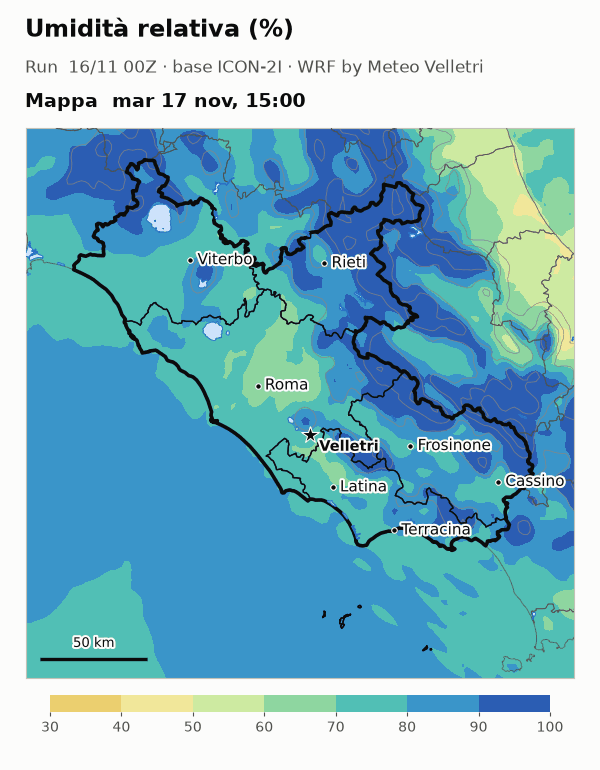 Umidità relativa (%)
Run 16/11 00Z · base ICON-2I · WRF by Meteo Velletri
Mappa mar 17 nov, 15:00
Viterbo
Rieti
Roma
Velletri
Frosinone
Latina
Cassino
Terracina
50 km
30 40 50 60 70 80 90 100